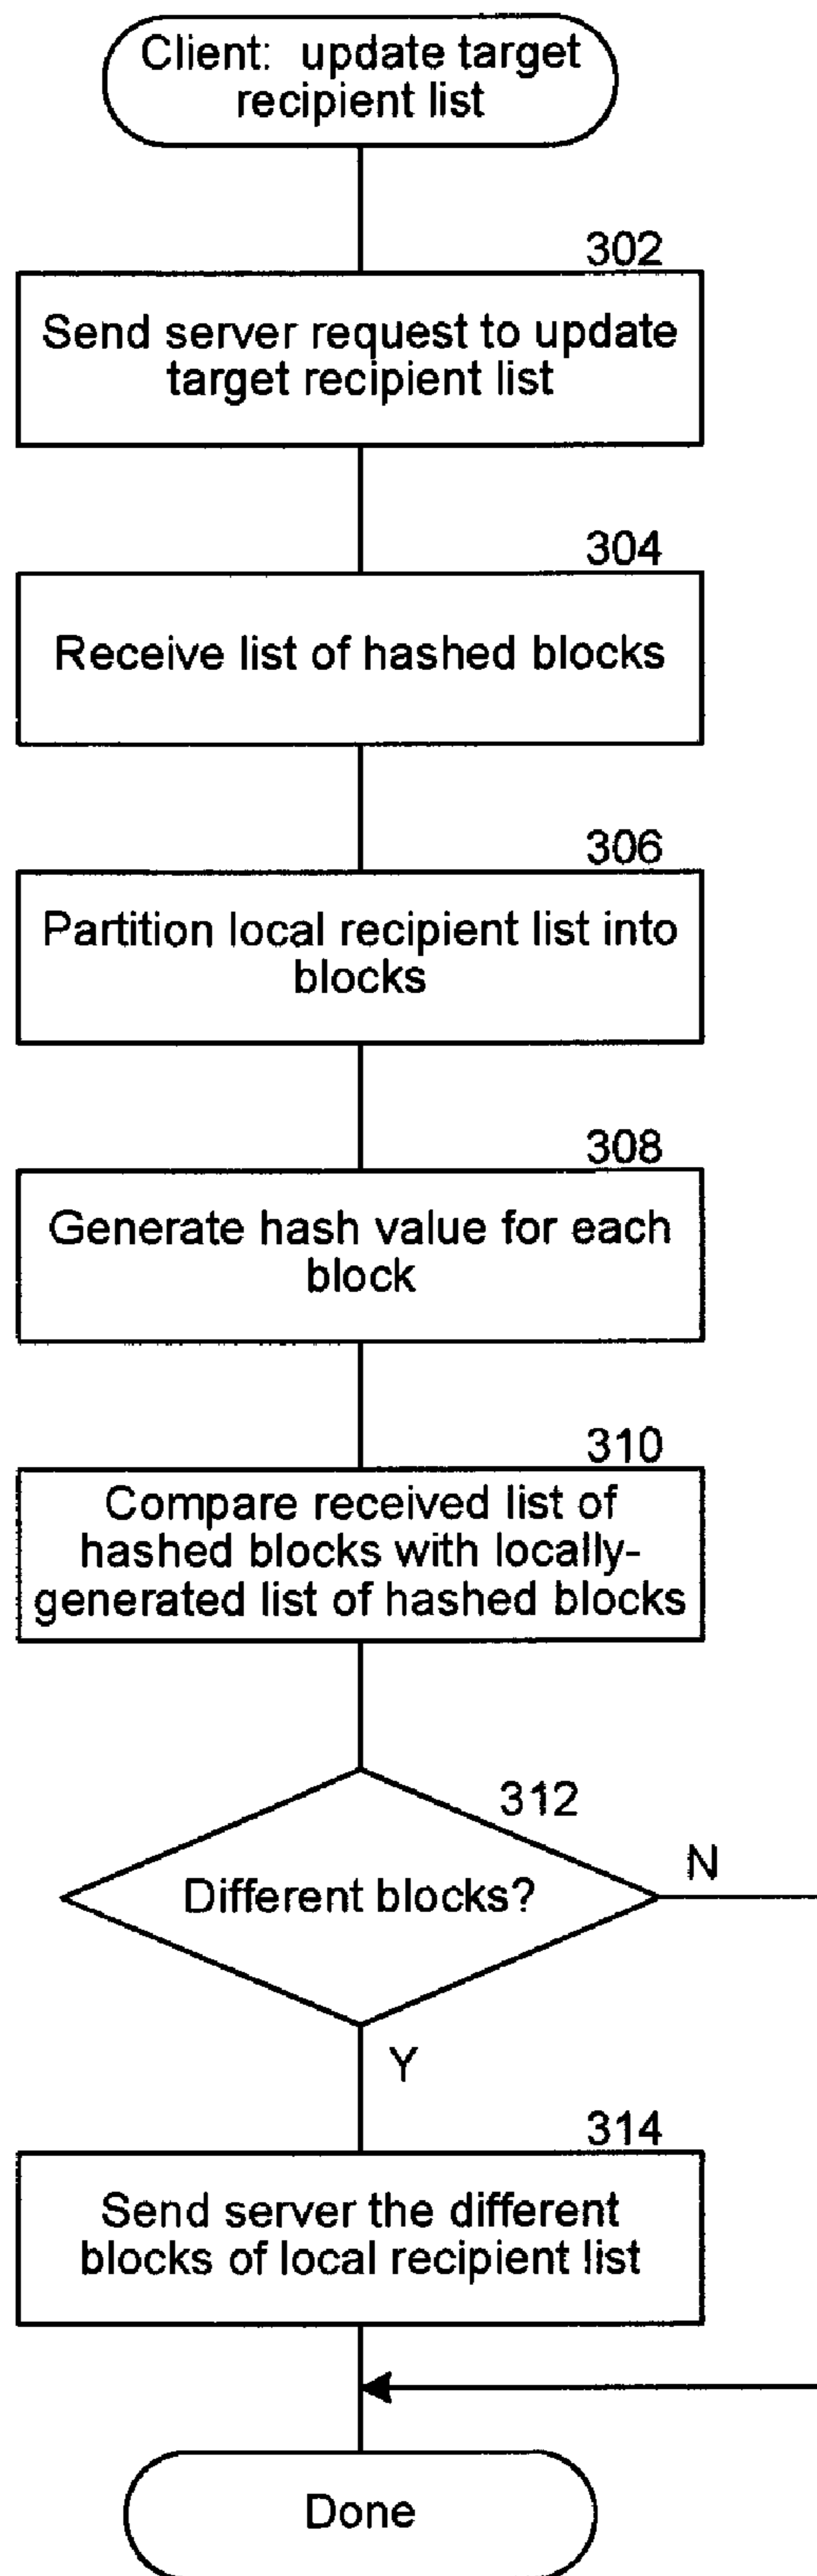 Client: update target
recipient list
302
Send server request to update
target recipient list
304
Receive list of hashed blocks
306
Partition local recipient list into
blocks
308
Generate hash value for each
block
310
Compare received list of
hashed blocks with locally-
generated list of hashed blocks
312
Different blocks?
N
Y
314
Send server the different
blocks of local recipient list
Done